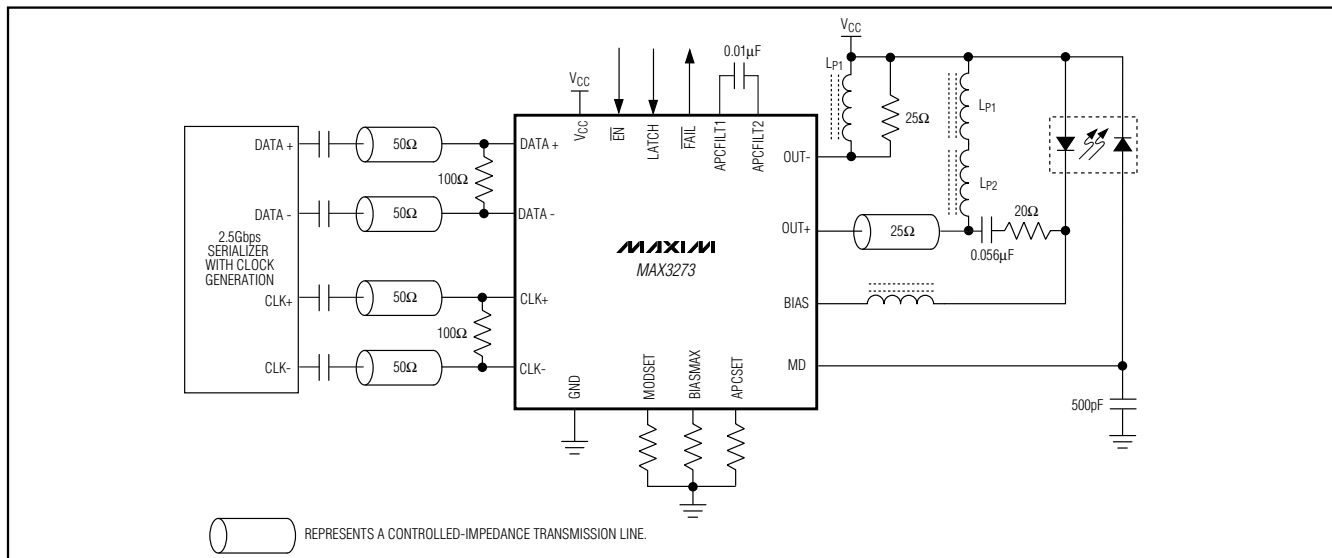 VCC
0.01μF
LP1
VCC
25Ω
LP1
VCC
EN
LATCH
FAIL
APCFILT1
APCFILT2
DATA +
50Ω
DATA +
100Ω
OUT-
LP2
DATA -
50Ω
DATA -
OUT+
25Ω
20Ω
0.056μF
2.5Gbps
SERIALIZER
WITH CLOCK
GENERATION
MAXIM
MAX3273
CLK+
50Ω
CLK+
100Ω
BIAS
CLK-
50Ω
CLK-
MD
GND
MODSET
BIASMAX
APCSET
500pF
REPRESENTS A CONTROLLED-IMPEDANCE TRANSMISSION LINE.